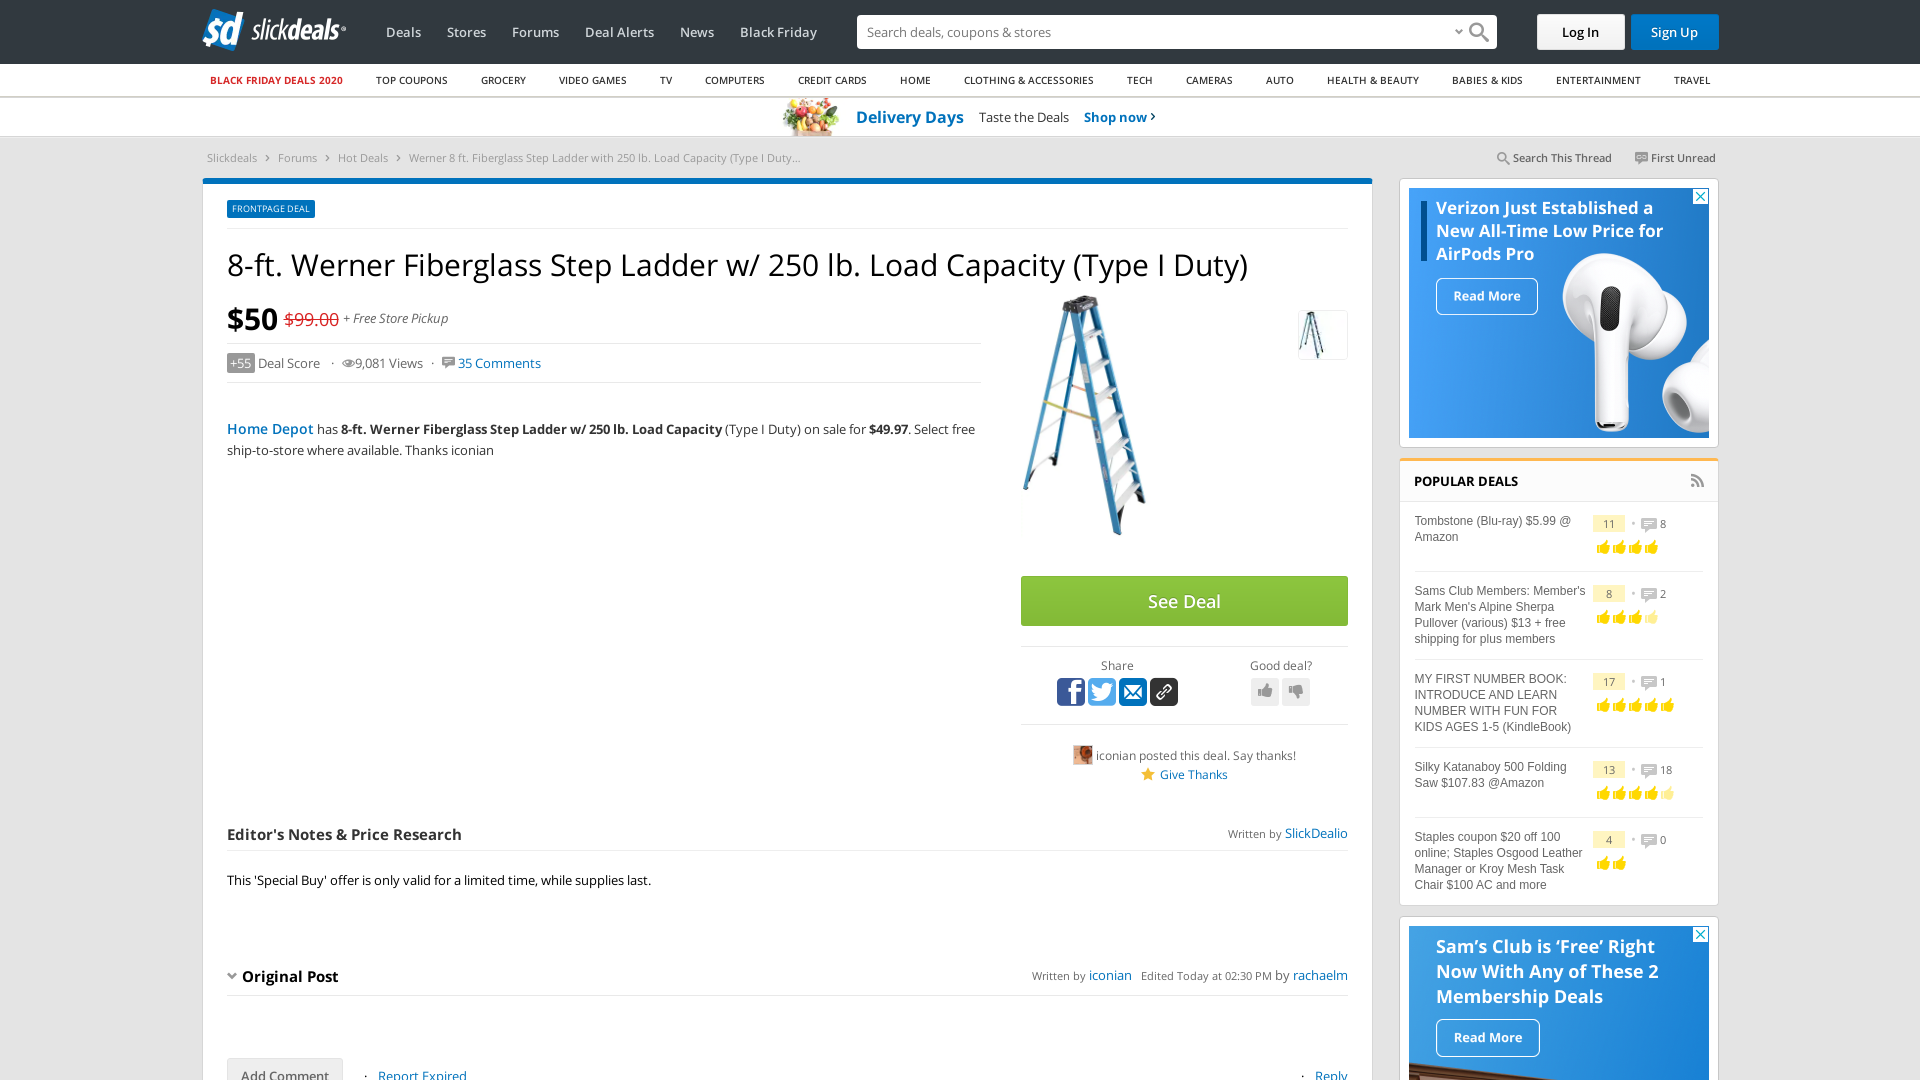 slickdeals
Deals
Stores
Forums
Deal Alerts
News
Black Friday
Search deals, coupons & stores
Log In
Sign Up
BLACK FRIDAY DEALS 2020
TOP COUPONS
GROCERY
VIDEO GAMES
TV
COMPUTERS
CREDIT CARDS
HOME
CLOTHING & ACCESSORIES
TECH
CAMERAS
AUTO
HEALTH & BEAUTY
BABIES & KIDS
ENTERTAINMENT
TRAVEL
Delivery Days Taste the Deals Shop now ›
Slickdeals › Forums › Hot Deals › Werner 8 ft. Fiberglass Step Ladder with 250 lb. Load Capacity (Type I Duty...
Search This Thread
First Unread
FRONTPAGE DEAL
8-ft. Werner Fiberglass Step Ladder w/ 250 lb. Load Capacity (Type I Duty)
$50 $99.00 + Free Store Pickup
+55 Deal Score · 9,081 Views · 35 Comments
Home Depot has 8-ft. Werner Fiberglass Step Ladder w/ 250 lb. Load Capacity (Type I Duty) on sale for $49.97. Select free
ship-to-store where available. Thanks iconian
See Deal
Share
Good deal?
iconian posted this deal. Say thanks!
Give Thanks
Editor's Notes & Price Research
Written by SlickDealio
This 'Special Buy' offer is only valid for a limited time, while supplies last.
Original Post
Written by iconian Edited Today at 02:30 PM by rachaelm
Add Comment
· Report Expired
· Reply
Verizon Just Established a
New All-Time Low Price for
AirPods Pro
Read More
POPULAR DEALS
Tombstone (Blu-ray) $5.99 @
Amazon
11 • 8
Sams Club Members: Member's
Mark Men's Alpine Sherpa
Pullover (various) $13 + free
shipping for plus members
8 • 2
MY FIRST NUMBER BOOK:
INTRODUCE AND LEARN
NUMBER WITH FUN FOR
KIDS AGES 1-5 (KindleBook)
17 • 1
Silky Katanaboy 500 Folding
Saw $107.83 @Amazon
13 • 18
Staples coupon $20 off 100
online; Staples Osgood Leather
Manager or Kroy Mesh Task
Chair $100 AC and more
4 • 0
Sam's Club is ‘Free’ Right
Now With Any of These 2
Membership Deals
Read More